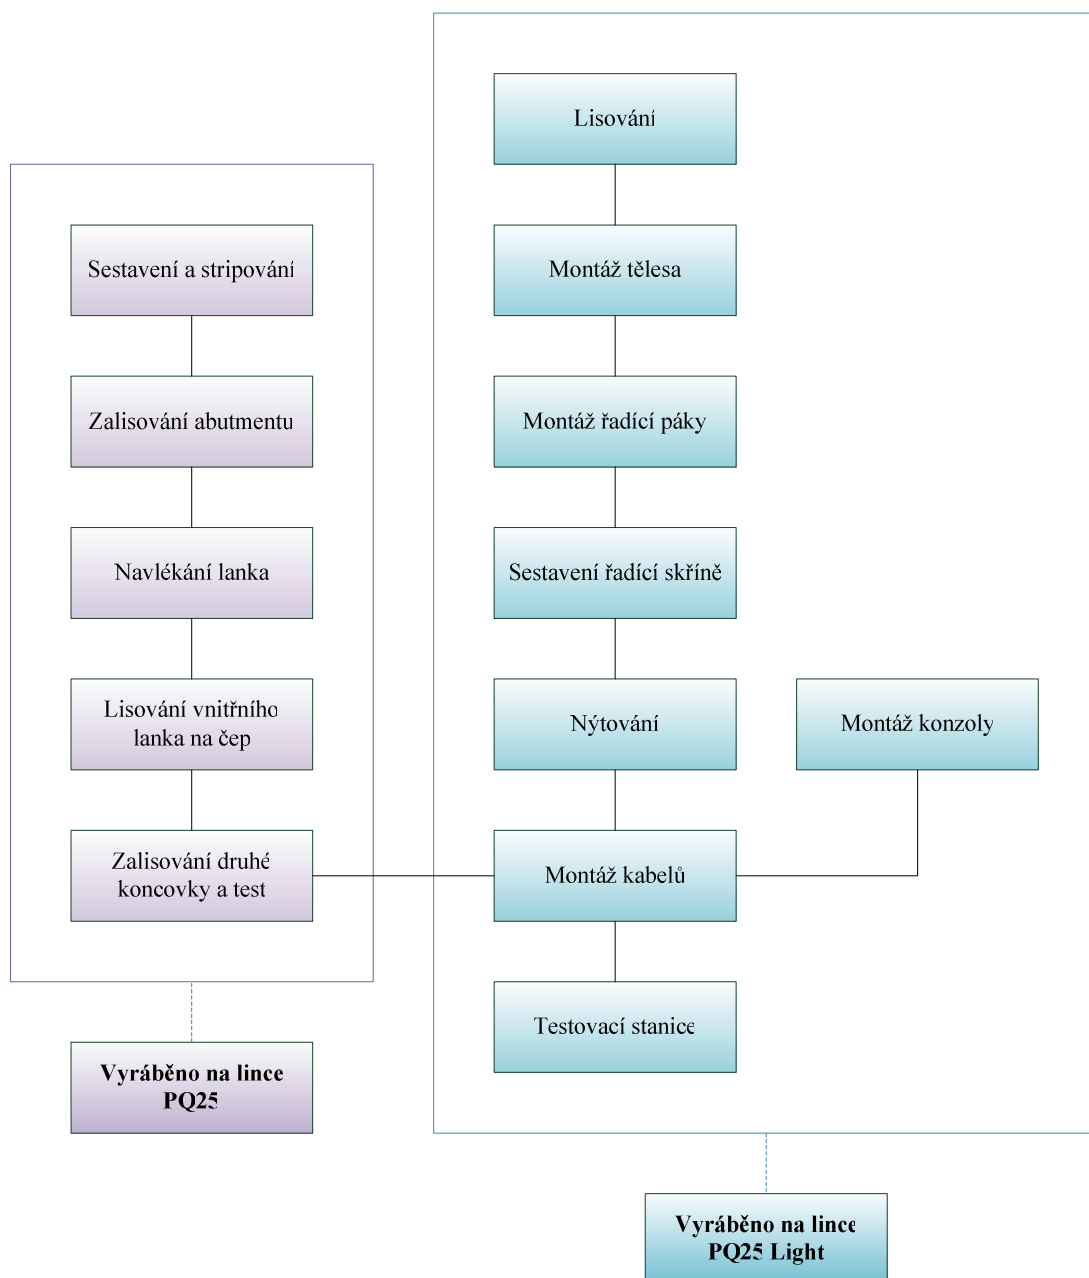 Sestavení a stripování
Zalisování abutmentu
Navlékání lanka
Lisování vnitřního
lanka na čep
Zalisování druhé
koncovky a test
Vyráběno na lince
PQ25
Lisování
Montáž tělesa
Montáž řadící páky
Sestavení řadící skříně
Nýtování
Montáž konzoly
Montáž kabelů
Testovací stanice
Vyráběno na lince
PQ25 Light